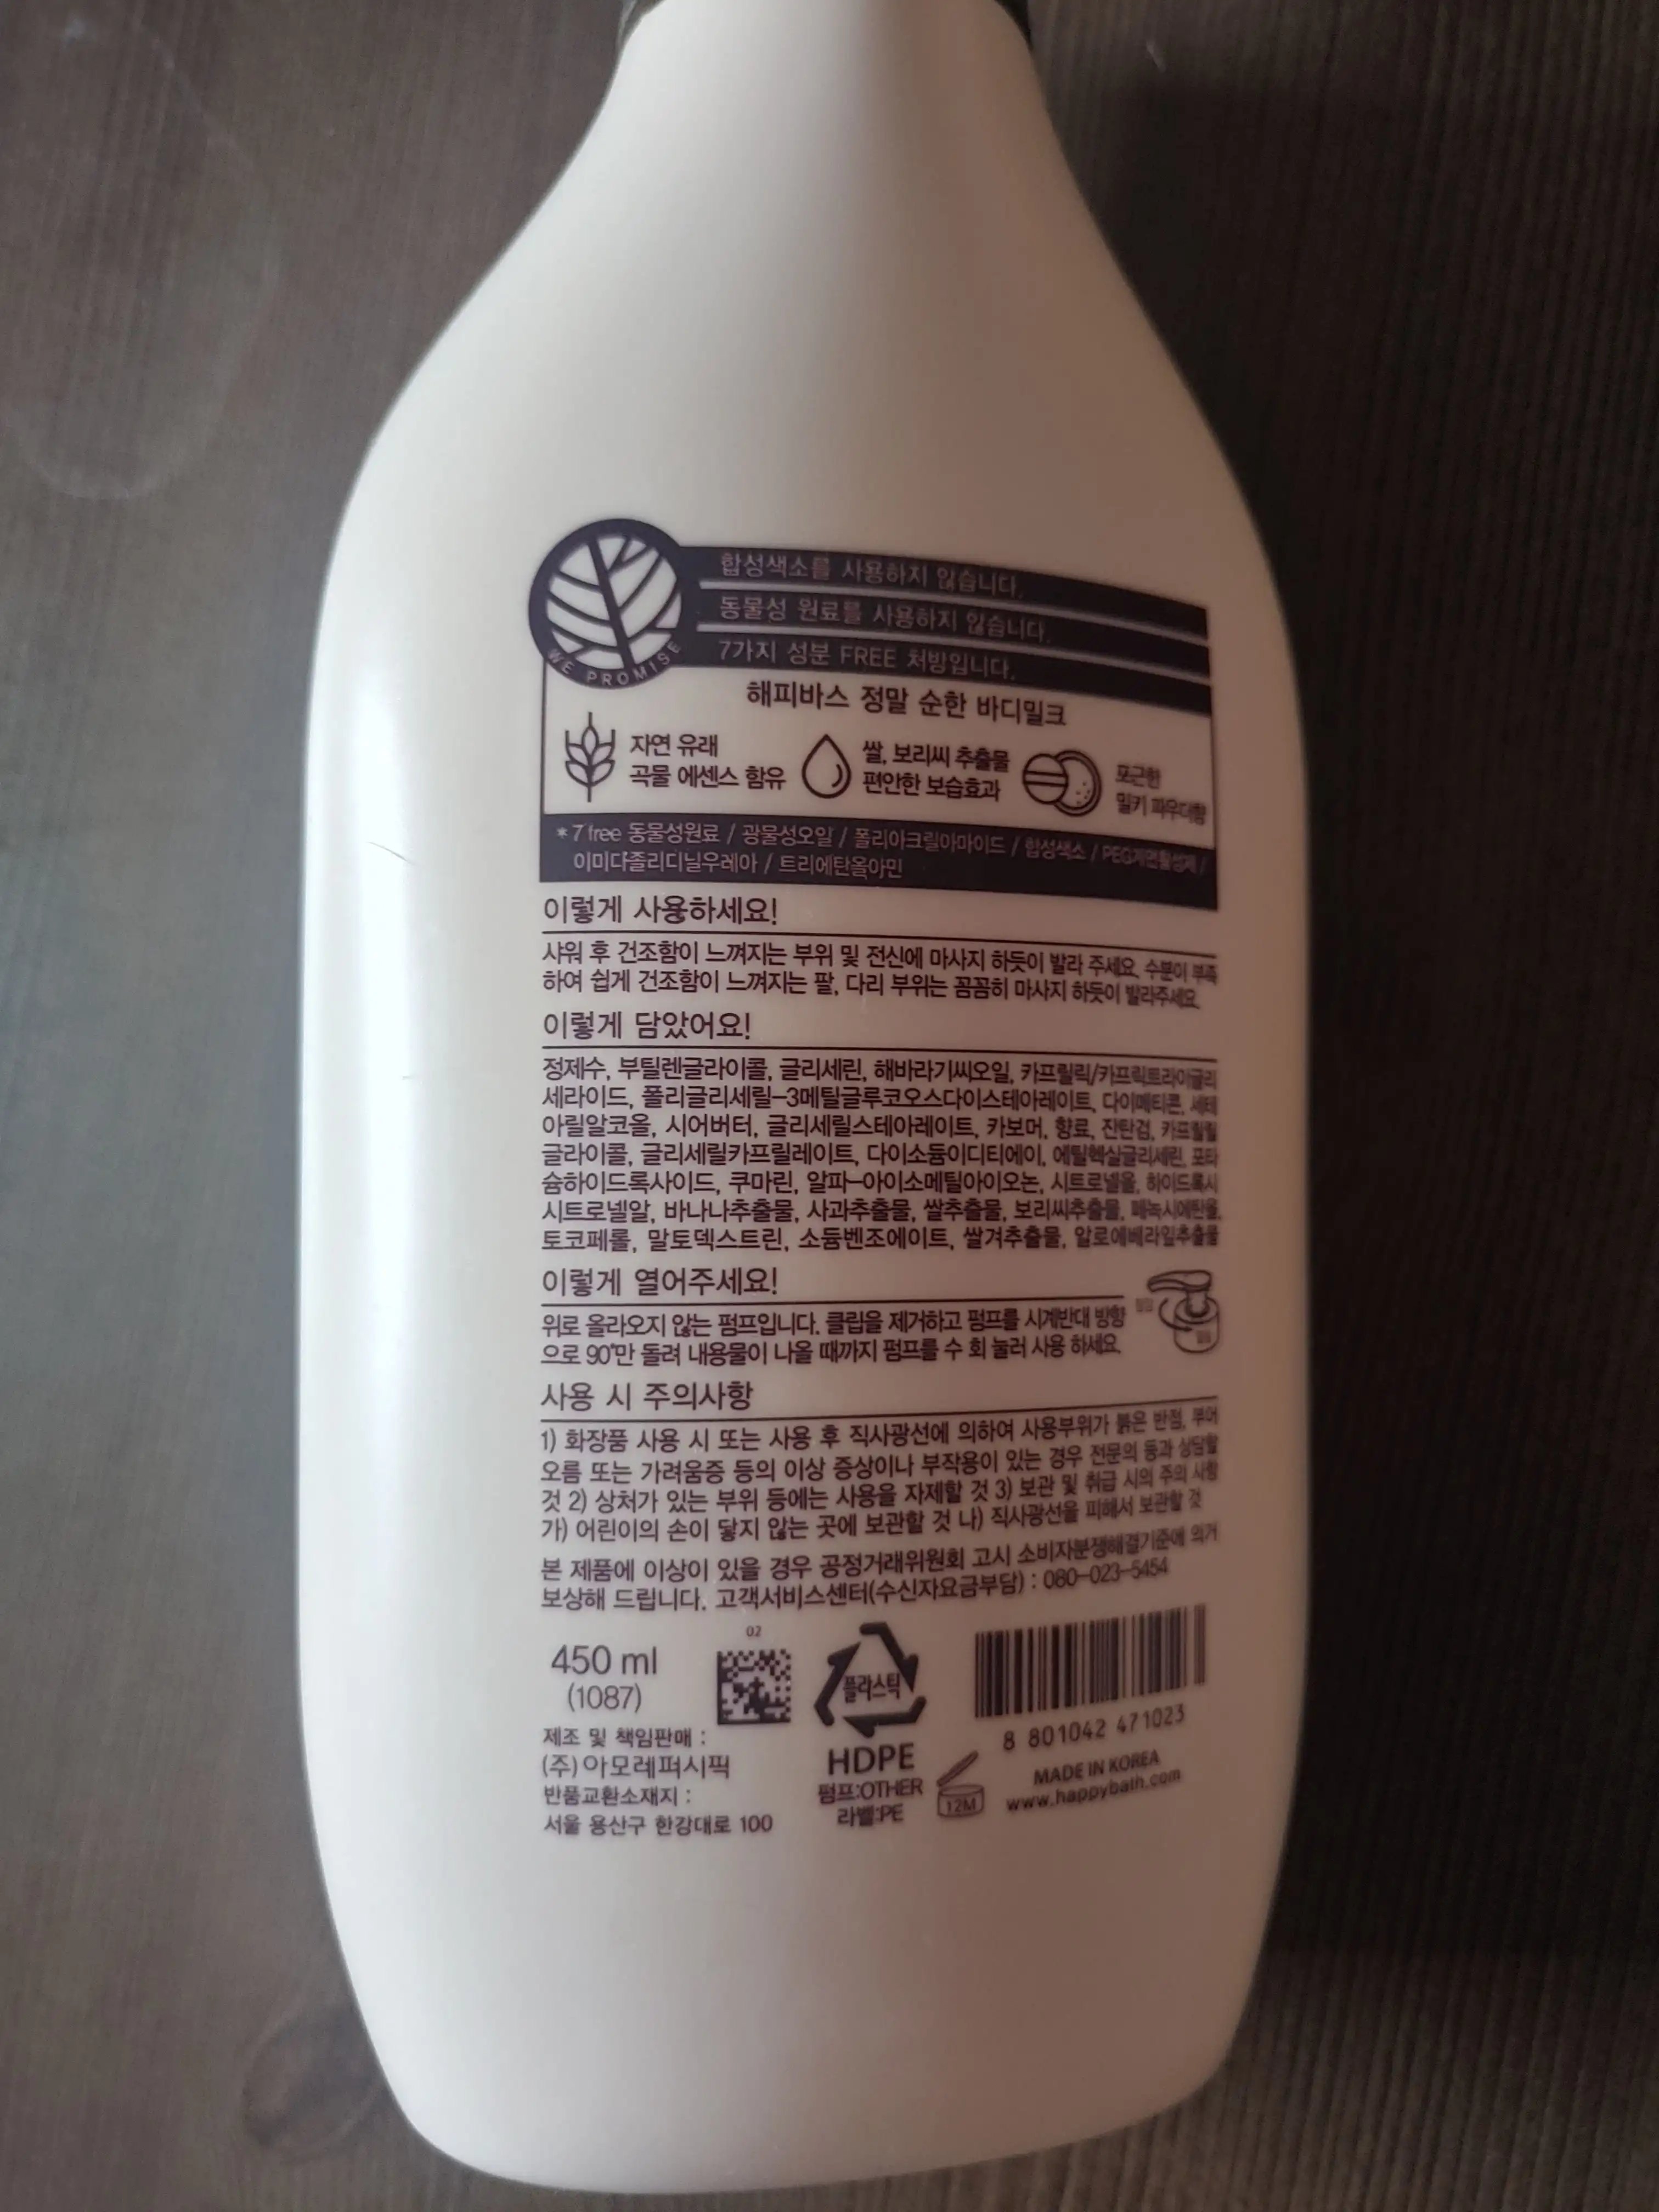 합성색소를 사용하지 않습니다.
동물성 원료를 사용하지 않습니다.
7가지 성분 FREE 처방입니다.
WE PROMISE
해피바스 정말 순한 바디밀크
자연 유래
곡물 에센스 함유
쌀, 보리씨 추출물
편안한 보습효과
포근한
밀키 파우더향
*7 free 동물성원료 / 광물성오일 / 폴리아크릴아마이드 / 합성색소 / PEG계면활성제 /
이미다졸리디닐우레아 / 트리에탄올아민
이렇게 사용하세요!
샤워 후 건조함이 느껴지는 부위 및 전신에 마사지 하듯이 발라 주세요. 수분이 부족
하여 쉽게 건조함이 느껴지는 팔, 다리 부위는 꼼꼼히 마사지 하듯이 발라주세요.
이렇게 담았어요!
정제수, 부틸렌글라이콜, 글리세린, 해바라기씨오일, 카프릴릭/카프릭트라이글리
세라이드, 폴리글리세릴-3메틸글루코오스다이스테아레이트, 다이메티콘, 세테
아릴알코올, 시어버터, 글리세릴스테아레이트, 카보머, 향료, 잔탄검, 카프릴릴
글라이콜, 글리세릴카프릴레이트, 다이소듐이디티에이, 에틸헥실글리세린, 포타
슘하이드록사이드, 쿠마린, 알파-아이소메틸아이오논, 시트로넬올, 하이드록시
시트로넬알, 바나나추출물, 사과추출물, 쌀추출물, 보리씨추출물, 페녹시에탄올,
토코페롤, 말토덱스트린, 소듐벤조에이트, 쌀겨추출물, 알로에베라잎추출물
이렇게 열어주세요!
위로 올라오지 않는 펌프입니다. 클립을 제거하고 펌프를 시계반대 방향
으로 90°만 돌려 내용물이 나올 때까지 펌프를 수 회 눌러 사용 하세요.
사용 시 주의사항
1) 화장품 사용 시 또는 사용 후 직사광선에 의하여 사용부위가 붉은 반점, 부어
오름 또는 가려움증 등의 이상 증상이나 부작용이 있는 경우 전문의 등과 상담할
것 2) 상처가 있는 부위 등에는 사용을 자제할 것 3) 보관 및 취급 시의 주의 사항
가) 어린이의 손이 닿지 않는 곳에 보관할 것 나) 직사광선을 피해서 보관할 것
본 제품에 이상이 있을 경우 공정거래위원회 고시 소비자분쟁해결기준에 의거
보상해 드립니다. 고객서비스센터(수신자요금부담) : 080-023-5454
450 ml
(1087)
02
플라스틱
HDPE
펌프:OTHER
라벨:PE
제조 및 책임판매 :
(주)아모레퍼시픽
반품교환소재지 :
서울 용산구 한강대로 100
12M
8 801042 471023
MADE IN KOREA
www.happybath.com